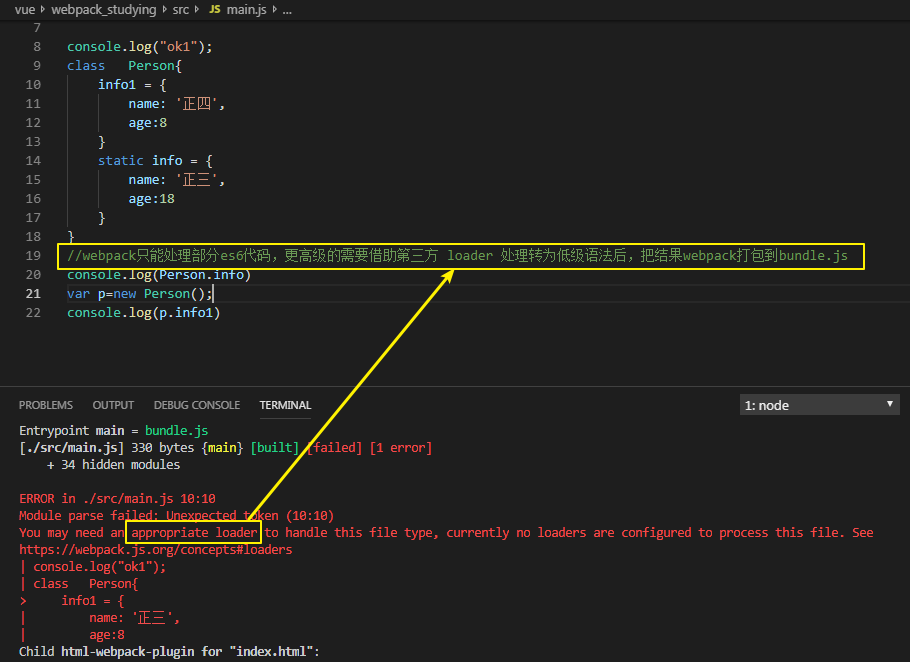 vue › webpack_studying › src › JS main.js › ...
7
8 console.log("ok1");
9 class Person{
10 info1 = {
11 name: '正四',
12 age:8
13 }
14 static info = {
15 name: '正三',
16 age:18
17 }
18 }
19 //webpack只能处理部分es6代码，更高级的需要借助第三方 loader 处理转为低级语法后，把结果webpack打包到bundle.js
20 console.log(Person.info)
21 var p=new Person();
22 console.log(p.info1)
PROBLEMS OUTPUT DEBUG CONSOLE TERMINAL 1: node
Entrypoint main = bundle.js
[./src/main.js] 330 bytes {main} [built] [failed] [1 error]
+ 34 hidden modules
ERROR in ./src/main.js 10:10
Module parse failed: Unexpected token (10:10)
You may need an appropriate loader to handle this file type, currently no loaders are configured to process this file. See
https://webpack.js.org/concepts#loaders
| console.log("ok1");
| class Person{
> info1 = {
| name: '正三',
| age:8
Child html-webpack-plugin for "index.html":